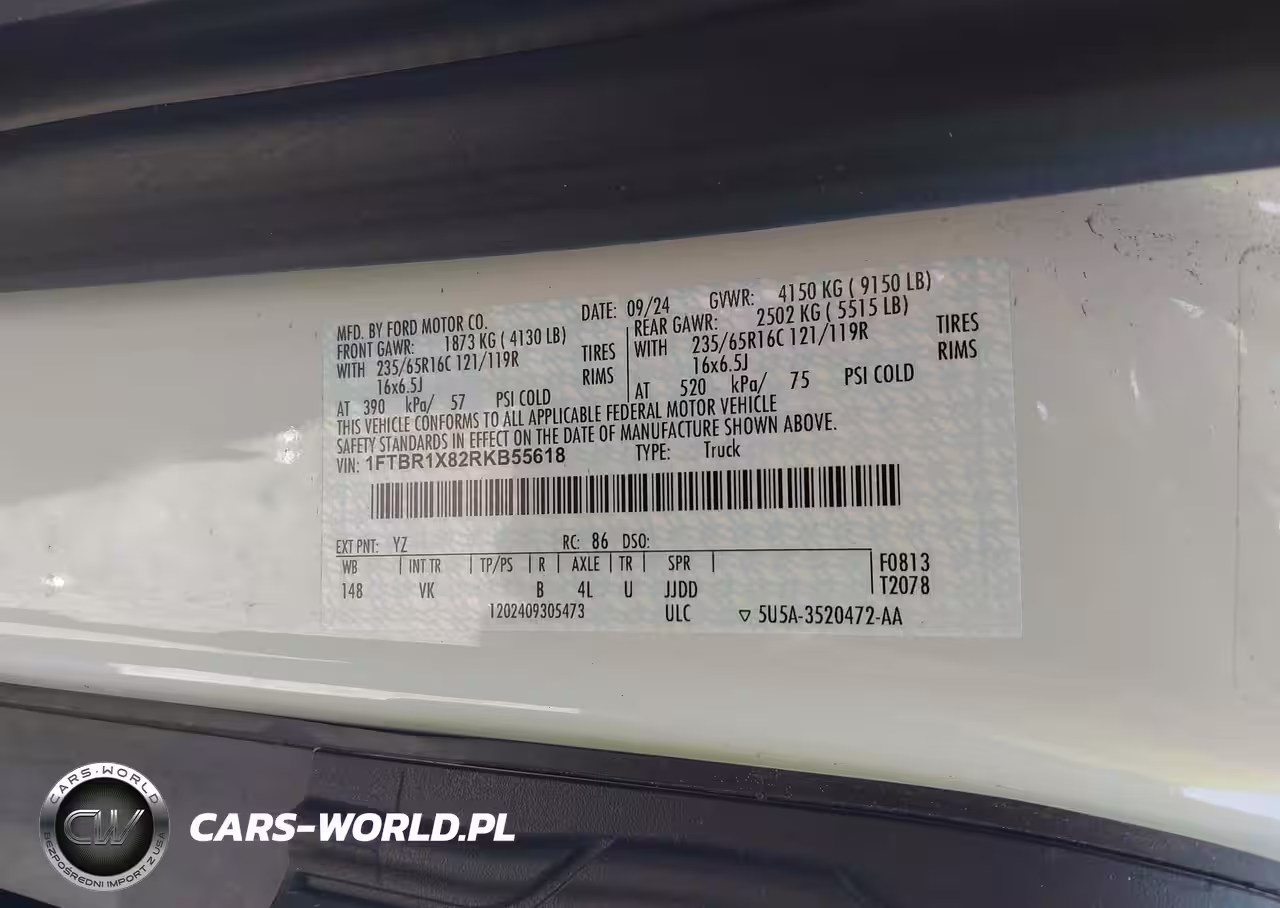 MFD. BY FORD MOTOR CO. DATE: 09/24 GVWR: 4150 KG ( 9150 LB)
FRONT GAWR: 1873 KG ( 4130 LB) REAR GAWR: 2502 KG ( 5515 LB)
WITH 235/65R16C 121/119R TIRES WITH 235/65R16C 121/119R TIRES
16x6.5J RIMS 16x6.5J RIMS
AT 390 kPa/ 57 PSI COLD AT 520 kPa/ 75 PSI COLD
THIS VEHICLE CONFORMS TO ALL APPLICABLE FEDERAL MOTOR VEHICLE
SAFETY STANDARDS IN EFFECT ON THE DATE OF MANUFACTURE SHOWN ABOVE.
VIN: 1FTBR1X82RKB55618 TYPE: Truck
EXT PNT: YZ RC: 86 DSO:
WB INT TR TP/PS R AXLE TR SPR F0813
148 VK B 4L U JJDD T2078
1202409305473 ULC ▽ 5U5A-3520472-AA
CARS-WORLD
CW
BEZPOŚREDNI IMPORT Z USA
CARS-WORLD.PL